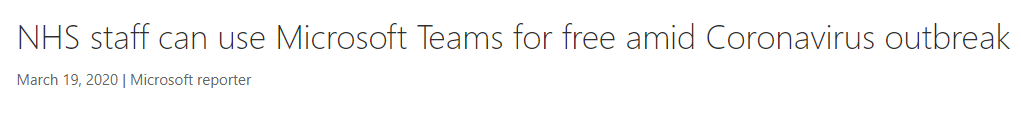 NHS staff can use Microsoft Teams for free amid Coronavirus outbreak
March 19, 2020 | Microsoft reporter